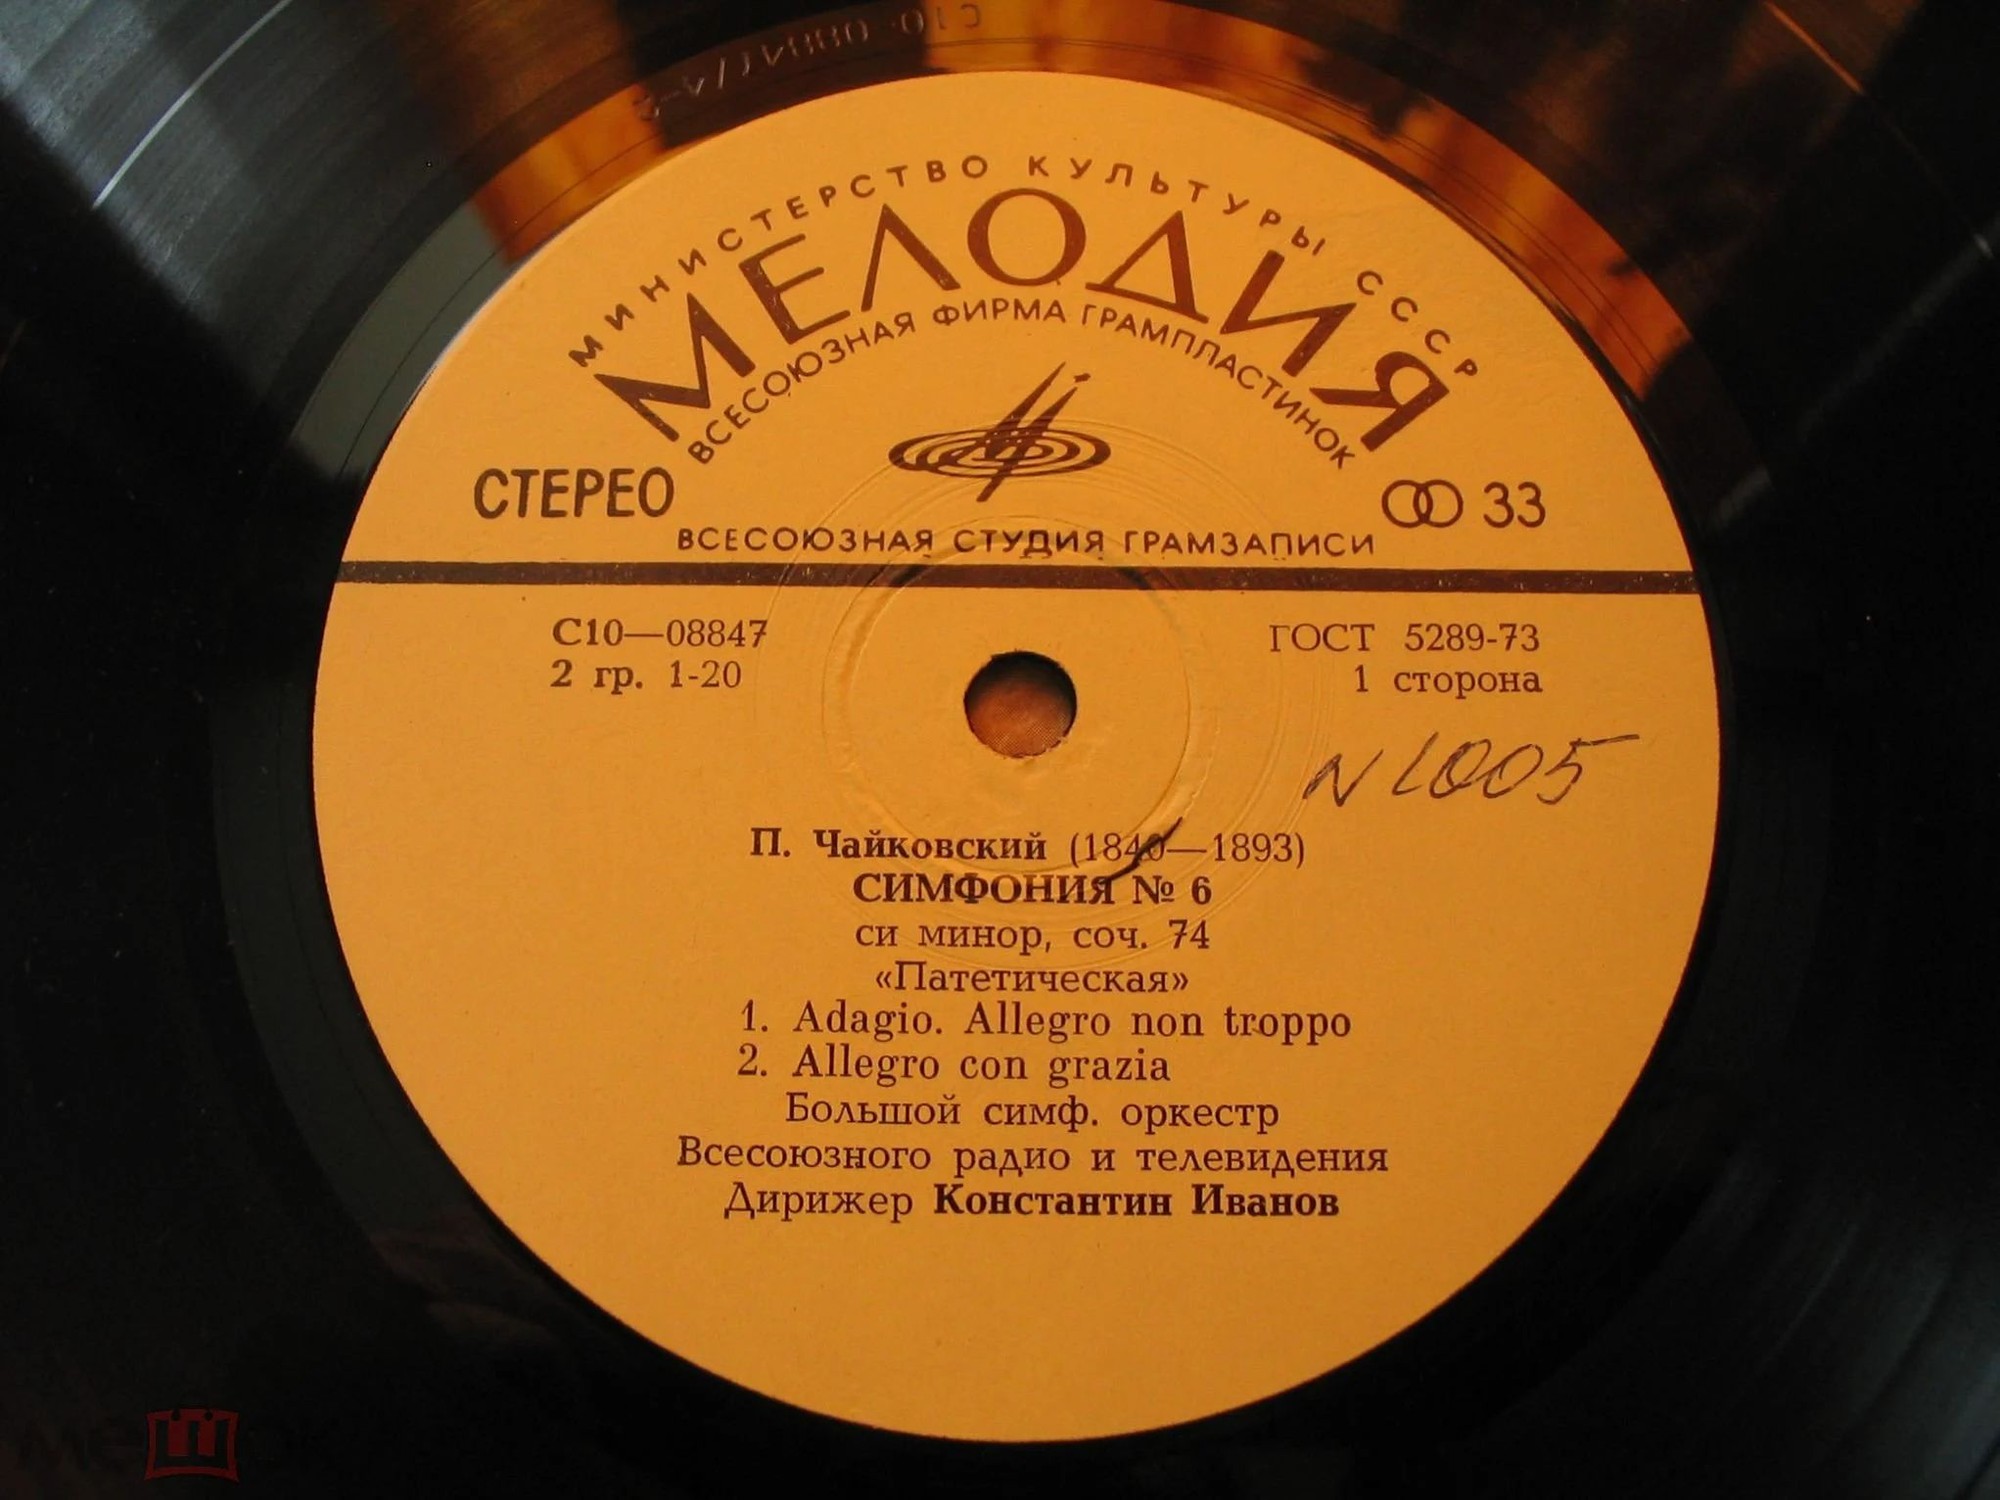 МИНИСТЕРСТВО КУЛЬТУРЫ СССР
МЕЛОДИЯ
ВСЕСОЮЗНАЯ ФИРМА ГРАМПЛАСТИНОК
СТЕРЕО
33
ВСЕСОЮЗНАЯ СТУДИЯ ГРАМЗАПИСИ
С10—08847
ГОСТ 5289-73
2 гр. 1-20
1 сторона
N 1005
П. Чайковский (1840—1893)
СИМФОНИЯ № 6
си минор, соч. 74
«Патетическая»
1. Adagio. Allegro non troppo
2. Allegro con grazia
Большой симф. оркестр
Всесоюзного радио и телевидения
Дирижер Константин Иванов
мешок